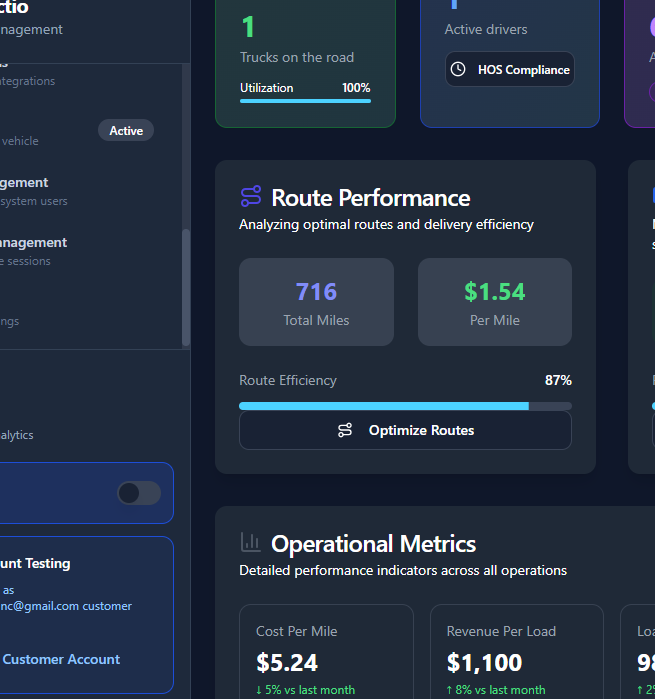 nagement
ntegrations
Active
vehicle
gement
system users
nagement
e sessions
ngs
alytics
unt Testing
as
nc@gmail.com customer
Customer Account
1
Trucks on the road
Utilization 100%
Active drivers
HOS Compliance
Route Performance
Analyzing optimal routes and delivery efficiency
716
Total Miles
$1.54
Per Mile
Route Efficiency 87%
Optimize Routes
Operational Metrics
Detailed performance indicators across all operations
Cost Per Mile
$5.24
↓ 5% vs last month
Revenue Per Load
$1,100
↑ 8% vs last month
Loa
98
↑ 2%